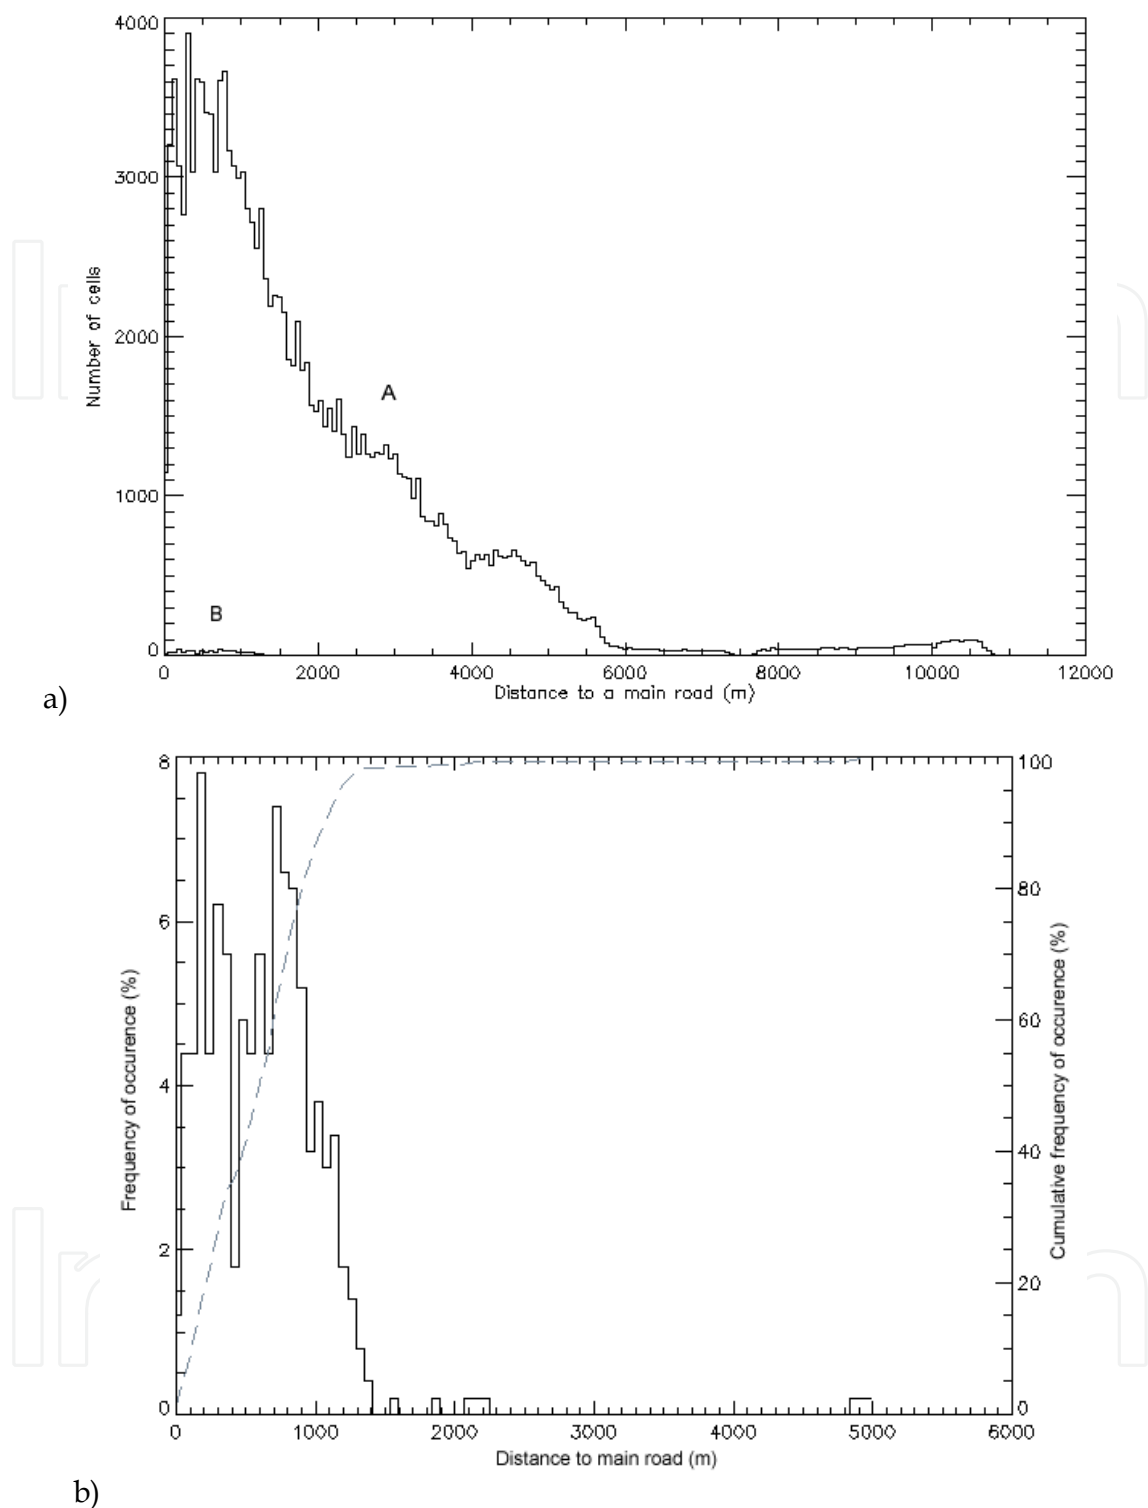 4000
3000
2000
1000
0
Number of cells
A
B
0 2000 4000 6000 8000 10000 12000
Distance to a main road (m)
a)
8
6
4
2
0
Frequency of occurence (%)
100
80
60
40
20
0
Cumulative frequency of occurence (%)
0 1000 2000 3000 4000 5000 6000
Distance to main road (m)
b)